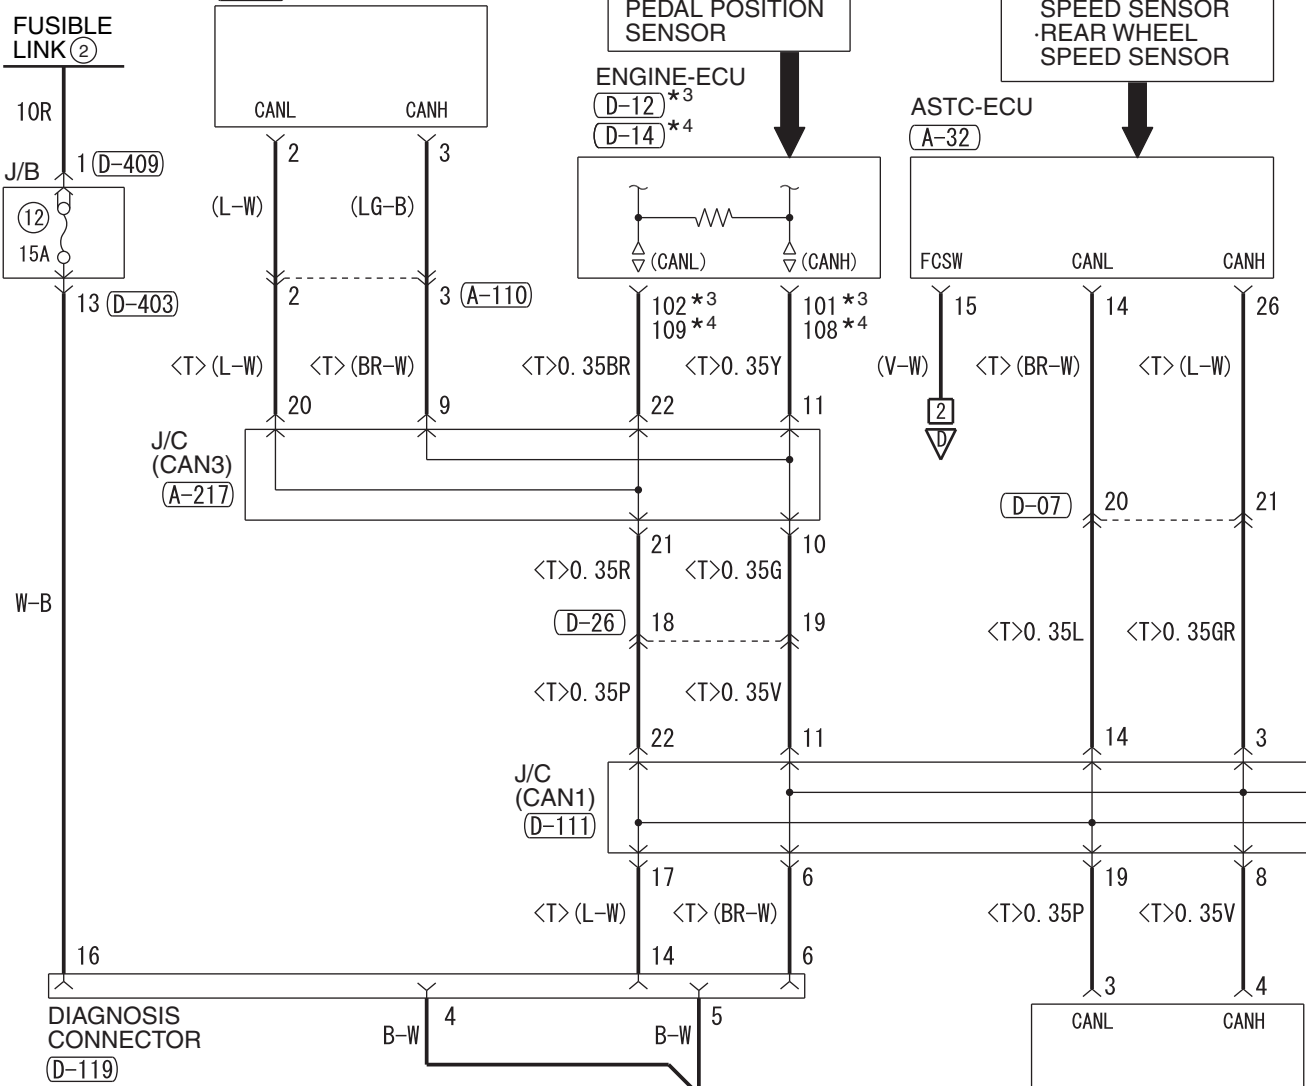 FUSIBLE
LINK 2
10R
1 D-409
J/B
12
15A
13 D-403
W-B
16
CANL CANH
2 3
(L-W) (LG-B)
2 3 A-110
<T>(L-W) <T>(BR-W)
20 9
PEDAL POSITION
SENSOR
ENGINE-ECU
D-12 *3
D-14 *4
(CANL) (CANH)
102*3 101*3
109*4 108*4
<T>0.35BR <T>0.35Y
22 11
J/C
(CAN3)
A-217
21 10
<T>0.35R <T>0.35G
D-26 18 19
<T>0.35P <T>0.35V
22 11
SPEED SENSOR
·REAR WHEEL
SPEED SENSOR
ASTC-ECU
A-32
FCSW CANL CANH
15 14 26
(V-W) <T>(BR-W) <T>(L-W)
2
D
D-07 20 21
<T>0.35L <T>0.35GR
14 3
J/C
(CAN1)
D-111
17 6 19 8
<T>(L-W) <T>(BR-W) <T>0.35P <T>0.35V
14 6
3 4
CANL CANH
DIAGNOSIS
CONNECTOR
D-119
4 5
B-W B-W